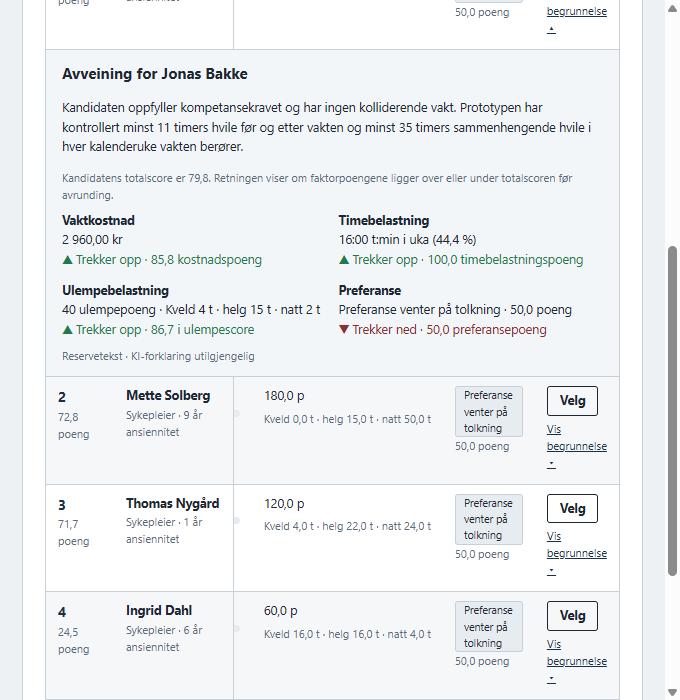 poeng
ansiennitet
50,0 poeng
begrunnelse
▴
Avveining for Jonas Bakke
Kandidaten oppfyller kompetansekravet og har ingen kolliderende vakt. Prototypen har
kontrollert minst 11 timers hvile før og etter vakten og minst 35 timers sammenhengende hvile i
hver kalenderuke vakten berører.
Kandidatens totalscore er 79,8. Retningen viser om faktorpoengene ligger over eller under totalscoren før
avrunding.
Vaktkostnad
2 960,00 kr
▲ Trekker opp · 85,8 kostnadspoeng
Timebelastning
16:00 t:min i uka (44,4 %)
▲ Trekker opp · 100,0 timebelastningspoeng
Ulempebelastning
40 ulempepoeng · Kveld 4 t · helg 15 t · natt 2 t
▲ Trekker opp · 86,7 i ulempescore
Preferanse
Preferanse venter på tolkning · 50,0 poeng
▼ Trekker ned · 50,0 preferansepoeng
Reservetekst · KI-forklaring utilgjengelig
2
72,8
poeng
Mette Solberg
Sykepleier · 9 år
ansiennitet
180,0 p
Kveld 0,0 t · helg 15,0 t · natt 50,0 t
Preferanse
venter på
tolkning
50,0 poeng
Velg
Vis
begrunnelse
▾
3
71,7
poeng
Thomas Nygård
Sykepleier · 1 år
ansiennitet
120,0 p
Kveld 4,0 t · helg 22,0 t · natt 24,0 t
Preferanse
venter på
tolkning
50,0 poeng
Velg
Vis
begrunnelse
▾
4
24,5
poeng
Ingrid Dahl
Sykepleier · 6 år
ansiennitet
60,0 p
Kveld 16,0 t · helg 16,0 t · natt 4,0 t
Preferanse
venter på
tolkning
50,0 poeng
Velg
Vis
begrunnelse
▾